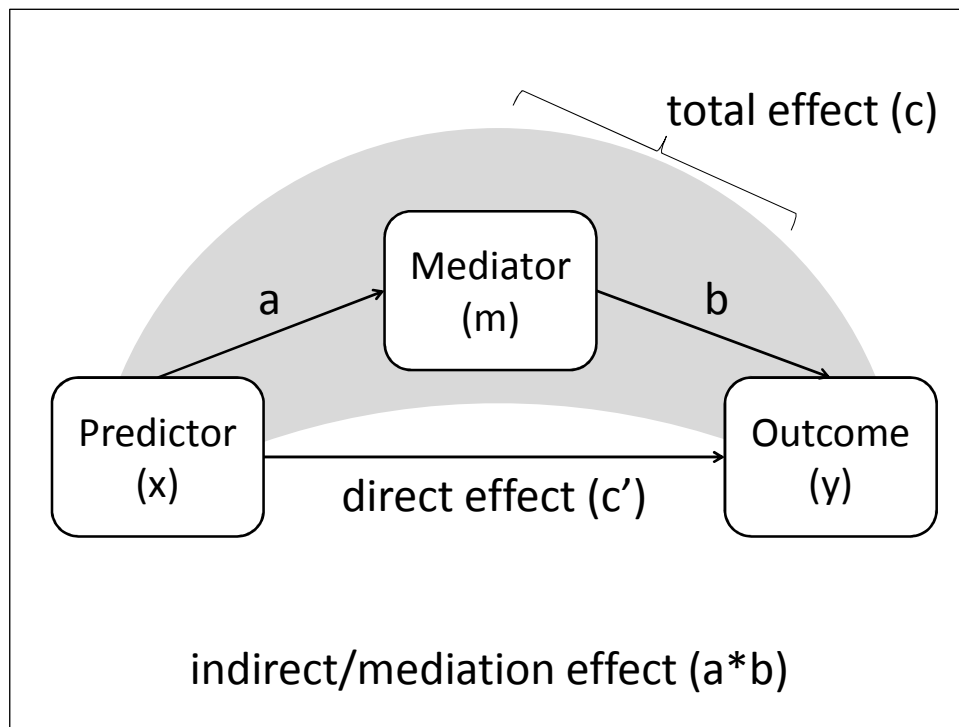 total effect (c)
Mediator
(m)
a
b
Predictor
(x)
Outcome
(y)
direct effect (c’)
indirect/mediation effect (a*b)